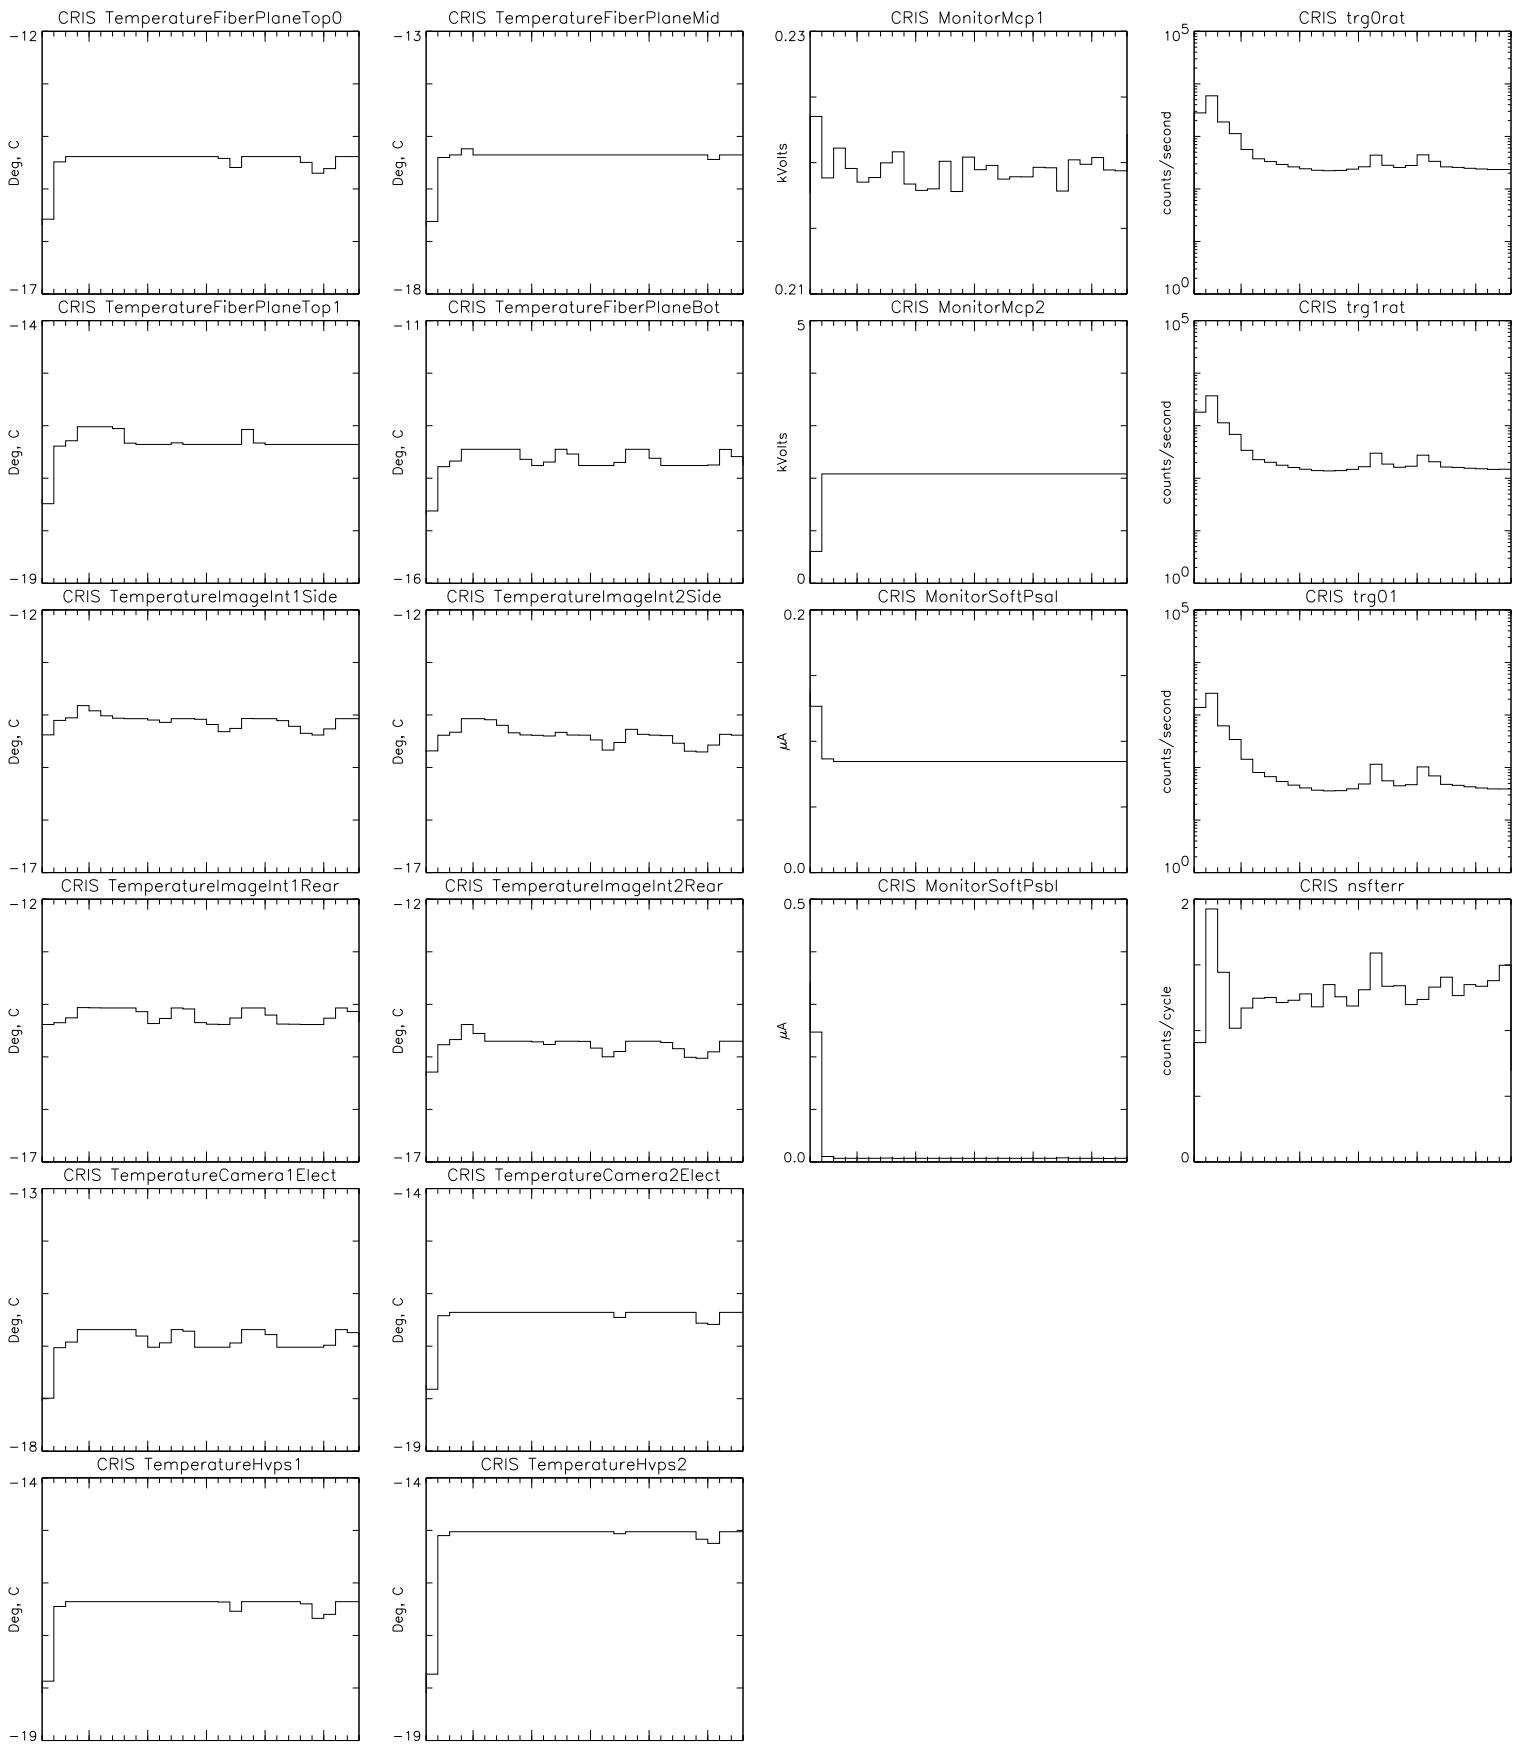 CRIS TemperatureFiberPlaneTop0
-12
Deg, C
-17
CRIS TemperatureFiberPlaneMid
-13
Deg, C
-18
CRIS MonitorMcp1
0.23
kVolts
0.21
CRIS trg0rat
10^5
counts/second
10^0
CRIS TemperatureFiberPlaneTop1
-14
Deg, C
-19
CRIS TemperatureFiberPlaneBot
-11
Deg, C
-16
CRIS MonitorMcp2
5
kVolts
0
CRIS trg1rat
10^5
counts/second
10^0
CRIS TemperatureImageInt1Side
-12
Deg, C
-17
CRIS TemperatureImageInt2Side
-12
Deg, C
-17
CRIS MonitorSoftPsaI
0.2
μA
0.0
CRIS trg01
10^5
counts/second
10^0
CRIS TemperatureImageInt1Rear
-12
Deg, C
-17
CRIS TemperatureImageInt2Rear
-12
Deg, C
-17
CRIS MonitorSoftPsbI
0.5
μA
0.0
CRIS nsfterr
2
counts/cycle
0
CRIS TemperatureCamera1Elect
-13
Deg, C
-18
CRIS TemperatureCamera2Elect
-14
Deg, C
-19
CRIS TemperatureHvps1
-14
Deg, C
-19
CRIS TemperatureHvps2
-14
Deg, C
-19